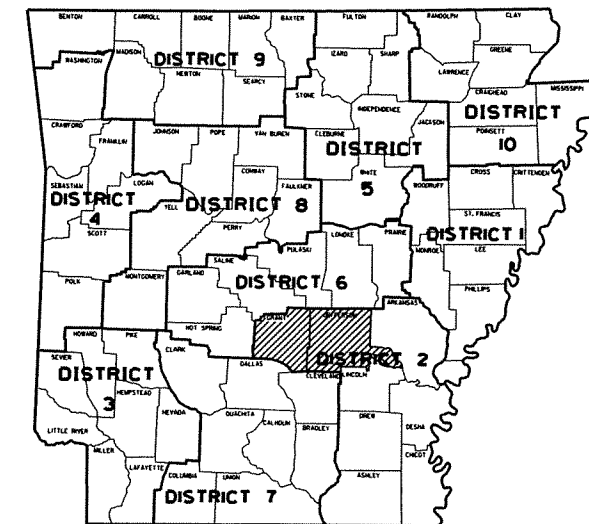 BENTON
CARROLL
BOONE
MARION
BAXTER
FULTON
RANDOLPH
CLAY
WASHINGTON
MADISON
DISTRICT 9
NEWTON
SEARCY
IZARD
SHARP
LAWRENCE
GREENE
STONE
INDEPENDENCE
CRAIGHEAD
MISSISSIPPI
DISTRICT
10
POINSETT
CRAWFORD
FRANKLIN
JOHNSON
POPE
VAN BUREN
CLEBURNE
JACKSON
DISTRICT
5
WHITE
WOODRUFF
CROSS
CRITTENDEN
SEBASTIAN
LOGAN
DISTRICT
4
SCOTT
YELL
CONWAY
FAULKNER
DISTRICT 8
PERRY
ST. FRANCIS
DISTRICT 1
MONROE
LEE
PHILLIPS
POLK
MONTGOMERY
GARLAND
SALINE
PULASKI
LONOKE
PRAIRIE
DISTRICT 6
HOT SPRING
GRANT
JEFFERSON
ARKANSAS
DISTRICT 2
HOWARD
PIKE
CLARK
DALLAS
CLEVELAND
LINCOLN
SEVIER
DISTRICT
3
HEMPSTEAD
NEVADA
OUACHITA
CALHOUN
BRADLEY
DREW
DESHA
CHICOT
LITTLE RIVER
MILLER
LAFAYETTE
COLUMBIA
UNION
ASHLEY
DISTRICT 7